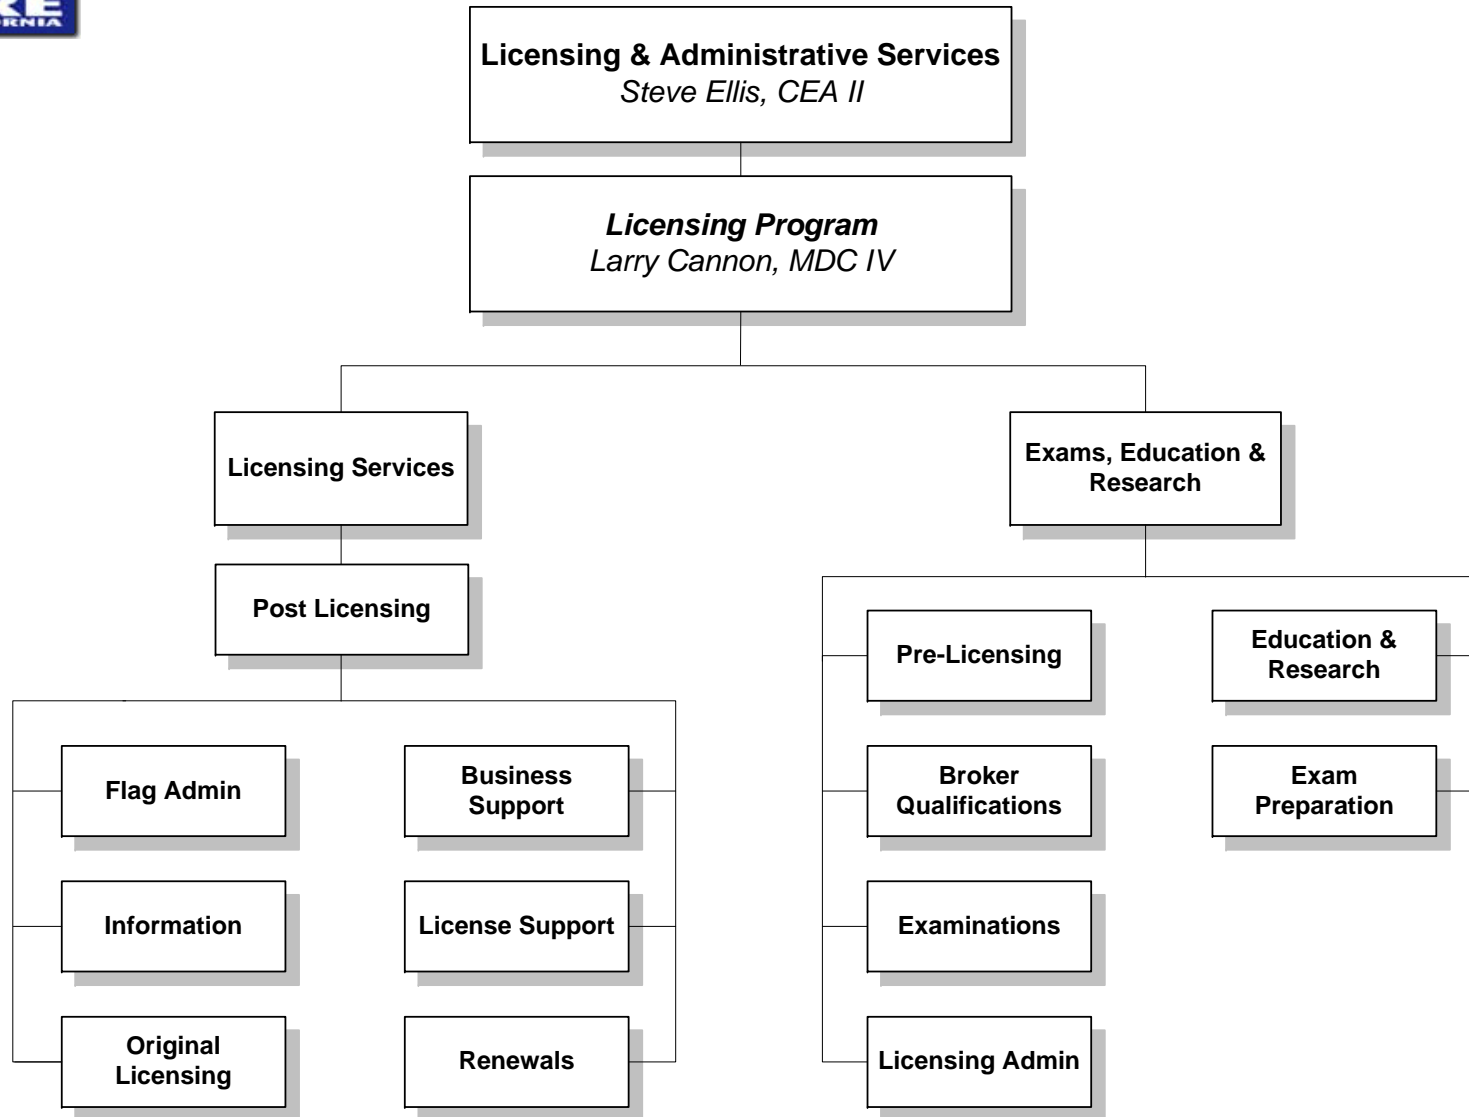 RE
ORNIA
Licensing & Administrative Services
Steve Ellis, CEA II
Licensing Program
Larry Cannon, MDC IV
Licensing Services
Exams, Education &
Research
Post Licensing
Pre-Licensing
Education &
Research
Flag Admin
Business
Support
Broker
Qualifications
Exam
Preparation
Information
License Support
Examinations
Original
Licensing
Renewals
Licensing Admin